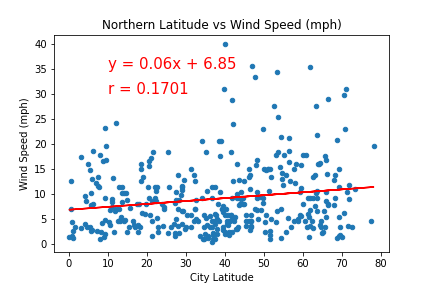 Northern Latitude vs Wind Speed (mph)
40
35
30
25
20
15
10
5
0
Wind Speed (mph)
y = 0.06x + 6.85
r = 0.1701
0 10 20 30 40 50 60 70 80
City Latitude